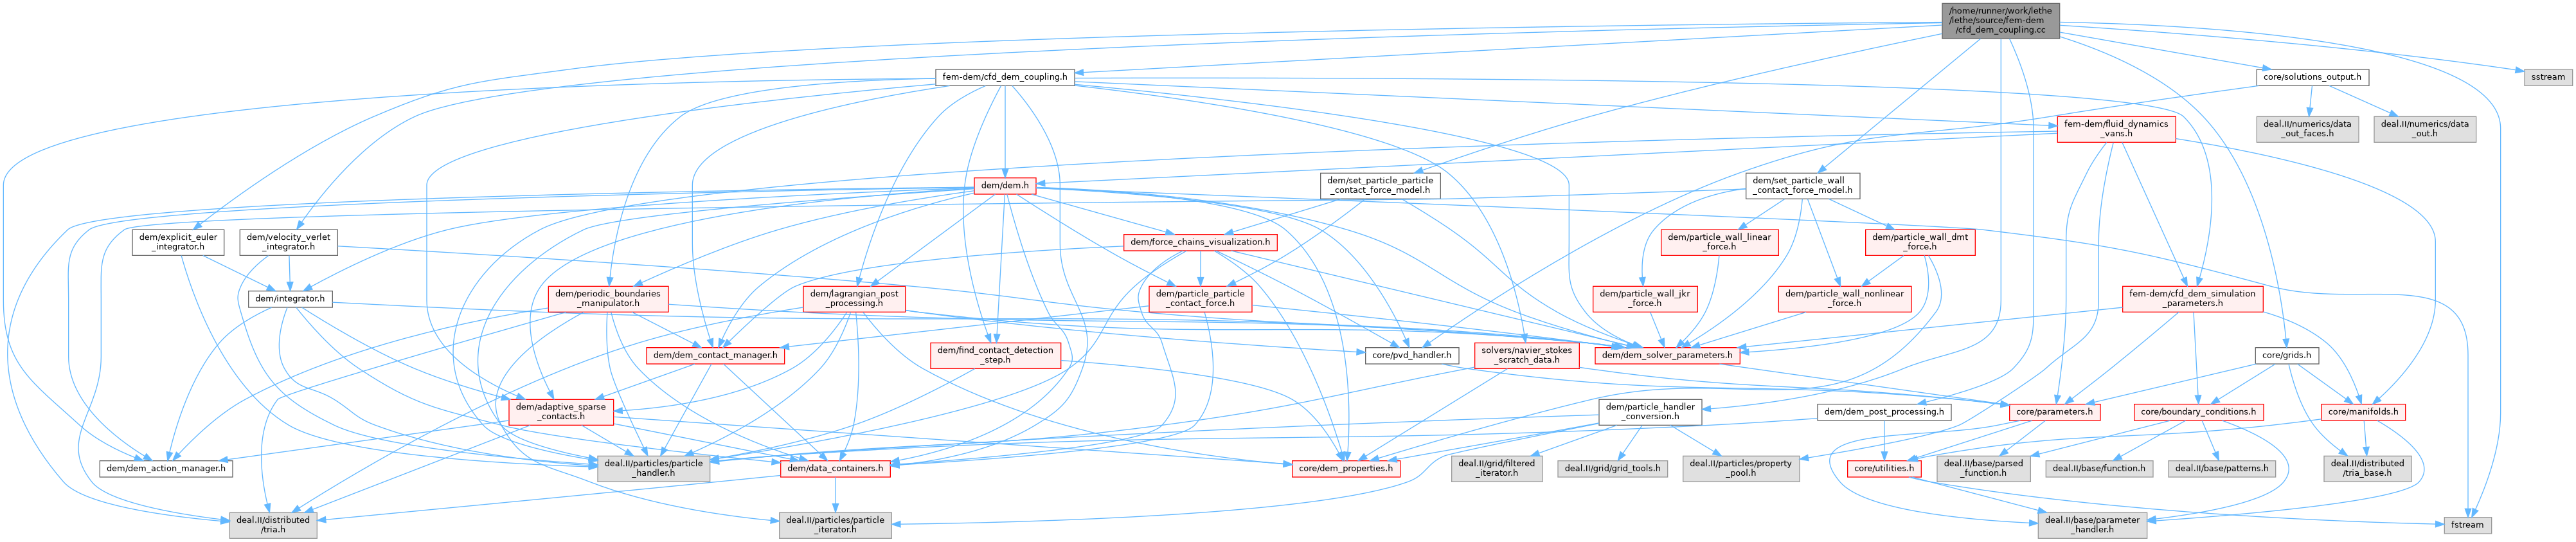 /home/runner/work/lethe
/lethe/source/fem-dem
/cfd_dem_coupling.cc
fem-dem/cfd_dem_coupling.h
core/solutions_output.h
sstream
fem-dem/fluid_dynamics
_vans.h
deal.II/numerics/data
_out_faces.h
deal.II/numerics/data
_out.h
dem/dem.h
dem/set_particle_particle
_contact_force_model.h
dem/set_particle_wall
_contact_force_model.h
dem/explicit_euler
_integrator.h
dem/velocity_verlet
_integrator.h
dem/force_chains_visualization.h
dem/particle_wall_linear
_force.h
dem/particle_wall_dmt
_force.h
dem/integrator.h
dem/periodic_boundaries
_manipulator.h
dem/lagrangian_post
_processing.h
dem/particle_particle
_contact_force.h
dem/particle_wall_jkr
_force.h
dem/particle_wall_nonlinear
_force.h
fem-dem/cfd_dem_simulation
_parameters.h
dem/dem_contact_manager.h
dem/find_contact_detection
_step.h
core/pvd_handler.h
solvers/navier_stokes
_scratch_data.h
dem/dem_solver_parameters.h
core/grids.h
dem/adaptive_sparse
_contacts.h
dem/particle_handler
_conversion.h
dem/dem_post_processing.h
core/parameters.h
core/boundary_conditions.h
core/manifolds.h
dem/dem_action_manager.h
deal.II/particles/particle
_handler.h
dem/data_containers.h
core/dem_properties.h
deal.II/grid/filtered
_iterator.h
deal.II/grid/grid_tools.h
deal.II/particles/property
_pool.h
core/utilities.h
deal.II/base/parsed
_function.h
deal.II/base/function.h
deal.II/base/patterns.h
deal.II/distributed
/tria_base.h
deal.II/distributed
/tria.h
deal.II/particles/particle
_iterator.h
deal.II/base/parameter
_handler.h
fstream